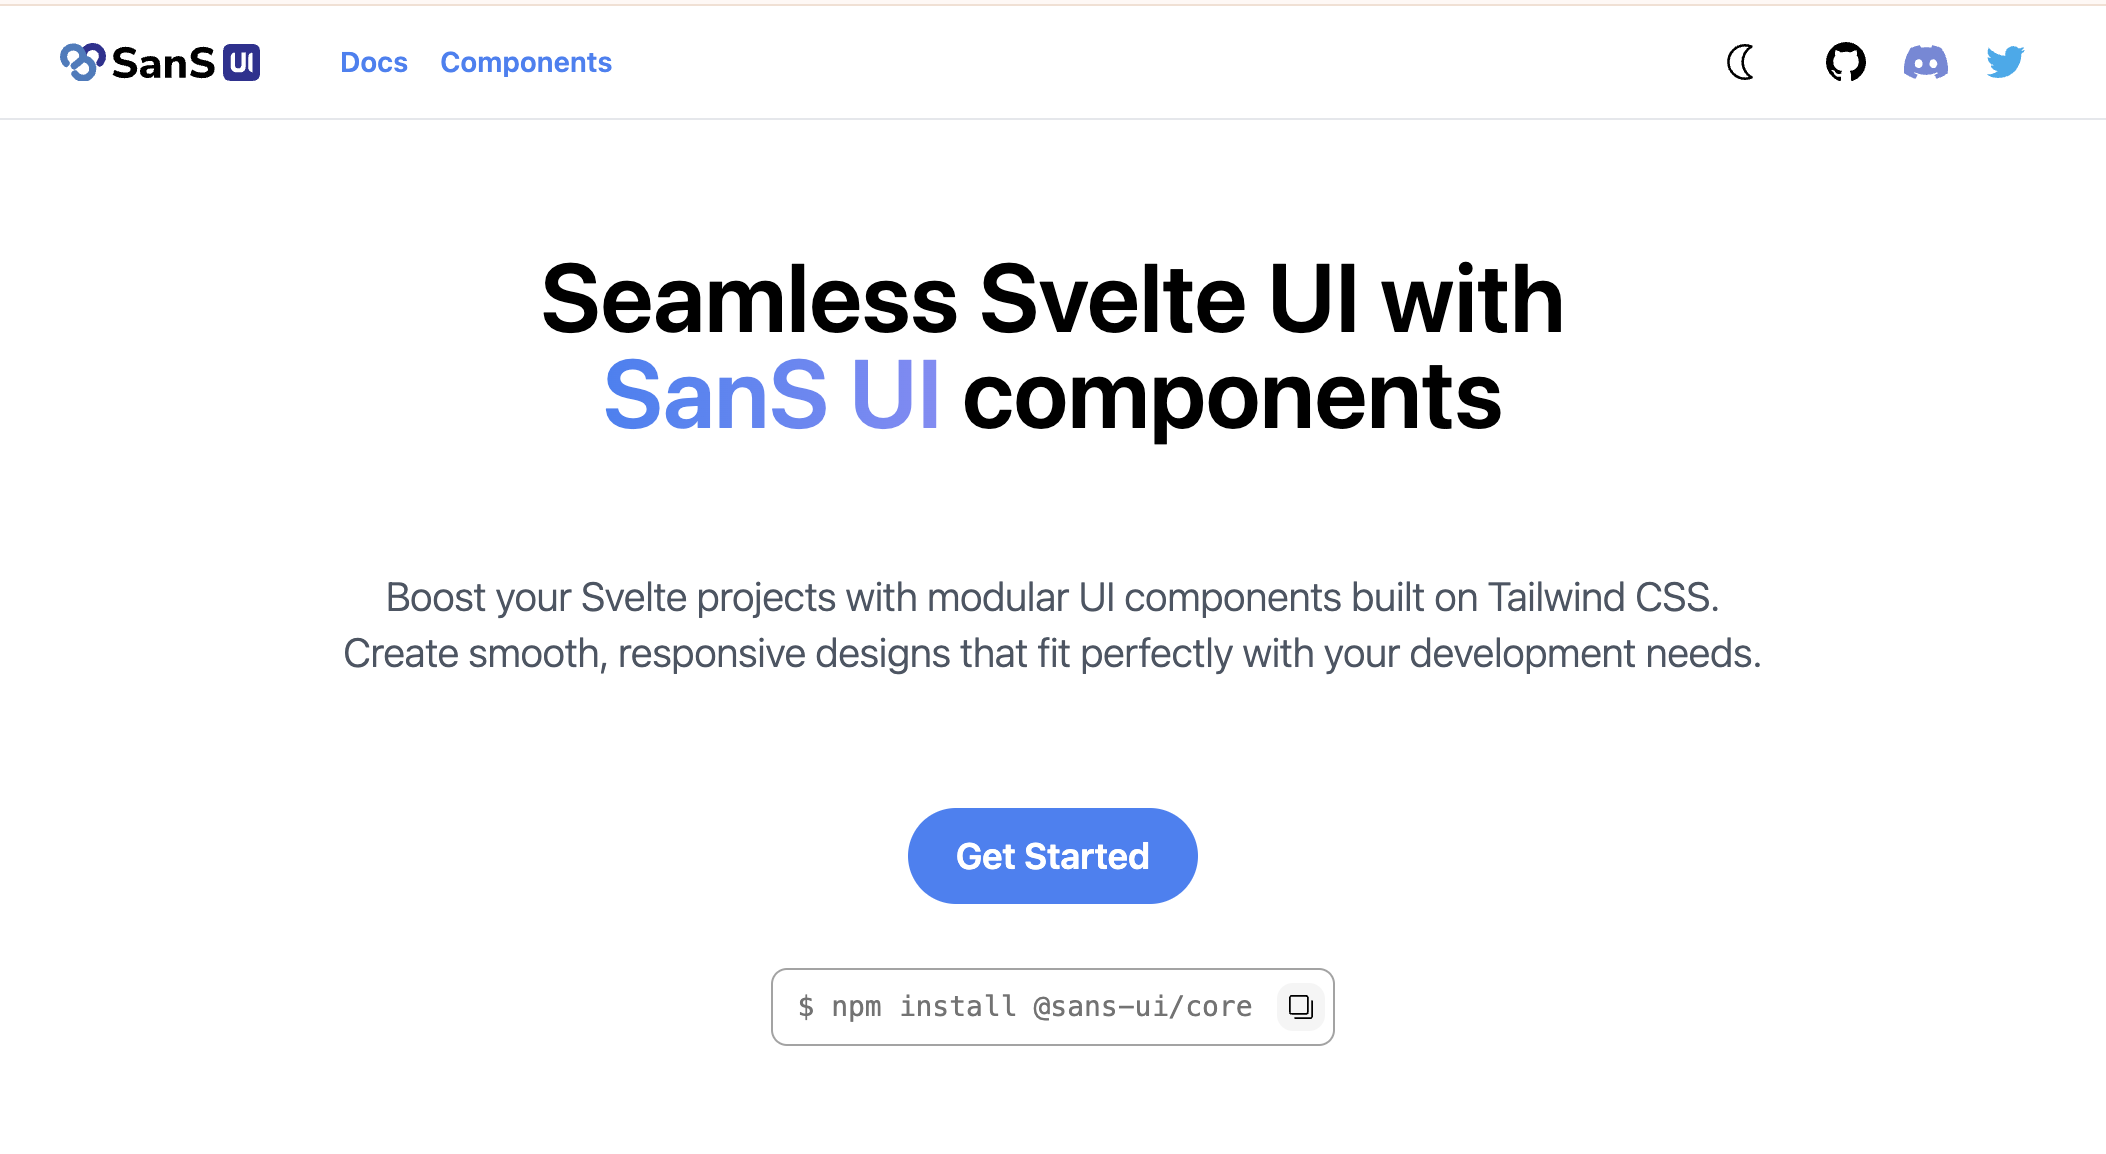 SanS UI
Docs
Components
Seamless Svelte UI with
SanS UI components
Boost your Svelte projects with modular UI components built on Tailwind CSS.
Create smooth, responsive designs that fit perfectly with your development needs.
Get Started
$ npm install @sans-ui/core